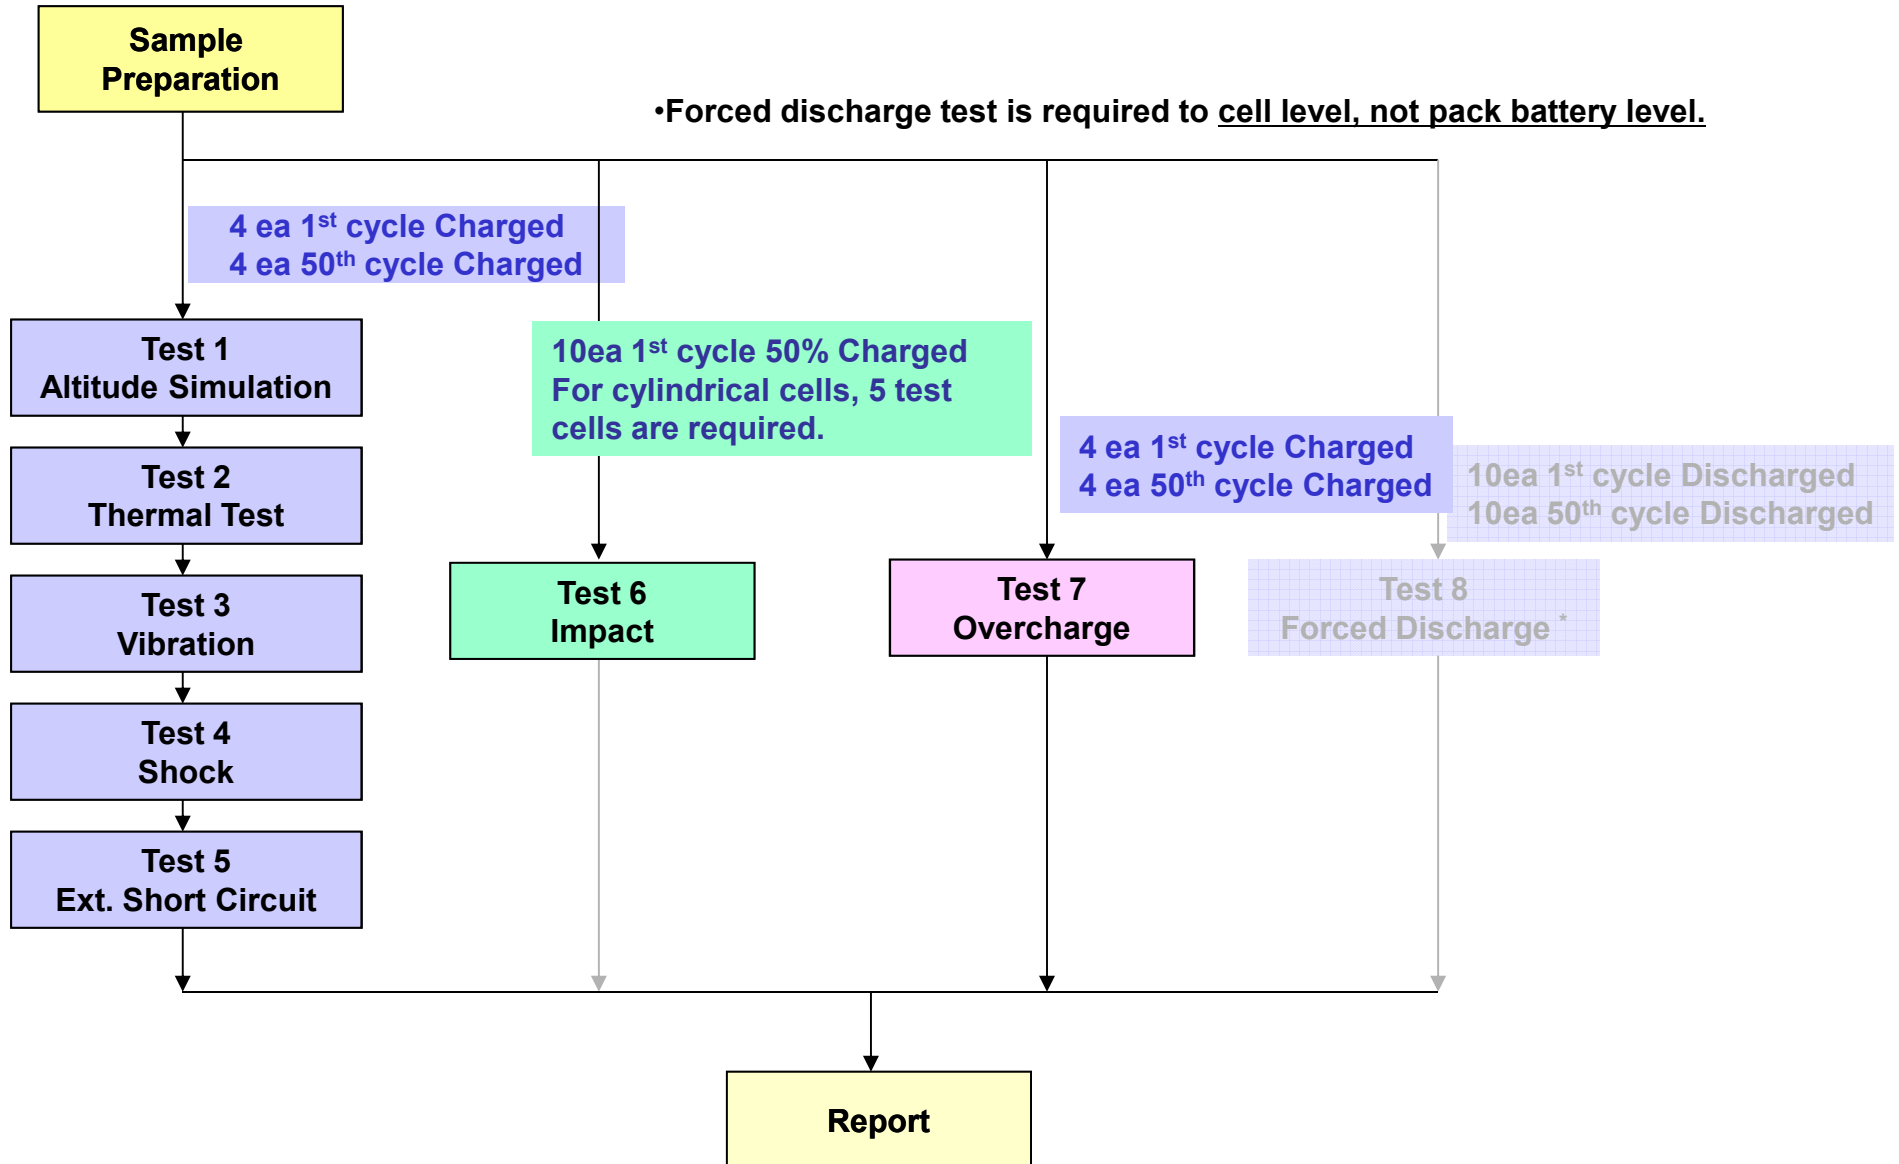 Sample
Preparation
•Forced discharge test is required to cell level, not pack battery level.
4 ea 1st cycle Charged
4 ea 50th cycle Charged
Test 1
Altitude Simulation
10ea 1st cycle 50% Charged
For cylindrical cells, 5 test
cells are required.
4 ea 1st cycle Charged
4 ea 50th cycle Charged
10ea 1st cycle Discharged
10ea 50th cycle Discharged
Test 2
Thermal Test
Test 3
Vibration
Test 6
Impact
Test 7
Overcharge
Test 8
Forced Discharge *
Test 4
Shock
Test 5
Ext. Short Circuit
Report